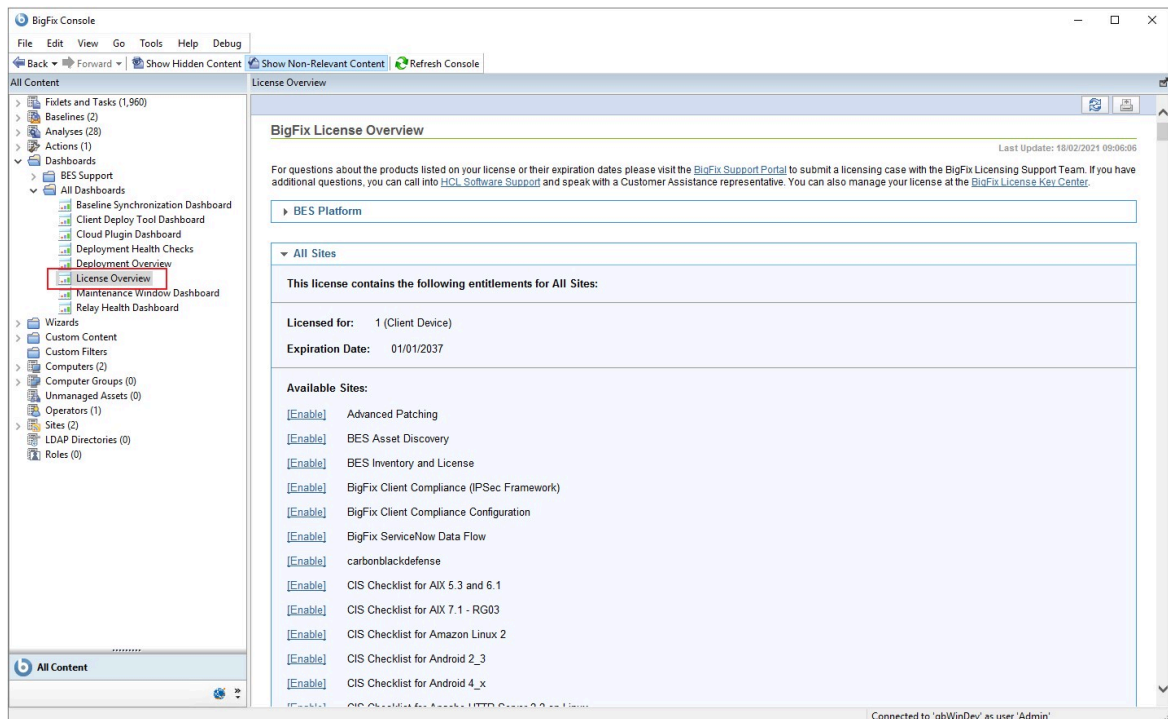 BigFix Console
File Edit View Go Tools Help Debug
Back Forward Show Hidden Content Show Non-Relevant Content Refresh Console
All Content
Fixlets and Tasks (1,960)
Baselines (2)
Analyses (28)
Actions (1)
Dashboards
BES Support
All Dashboards
Baseline Synchronization Dashboard
Client Deploy Tool Dashboard
Cloud Plugin Dashboard
Deployment Health Checks
Deployment Overview
License Overview
Maintenance Window Dashboard
Relay Health Dashboard
Wizards
Custom Content
Custom Filters
Computers (2)
Computer Groups (0)
Unmanaged Assets (0)
Operators (1)
Sites (2)
LDAP Directories (0)
Roles (0)
All Content
License Overview
BigFix License Overview
Last Update: 18/02/2021 09:06:06
For questions about the products listed on your license or their expiration dates please visit the BigFix Support Portal to submit a licensing case with the BigFix Licensing Support Team. If you have
additional questions, you can call into HCL Software Support and speak with a Customer Assistance representative. You can also manage your license at the BigFix License Key Center.
BES Platform
All Sites
This license contains the following entitlements for All Sites:
Licensed for: 1 (Client Device)
Expiration Date: 01/01/2037
Available Sites:
[Enable] Advanced Patching
[Enable] BES Asset Discovery
[Enable] BES Inventory and License
[Enable] BigFix Client Compliance (IPSec Framework)
[Enable] BigFix Client Compliance Configuration
[Enable] BigFix ServiceNow Data Flow
[Enable] carbonblackdefense
[Enable] CIS Checklist for AIX 5.3 and 6.1
[Enable] CIS Checklist for AIX 7.1 - RG03
[Enable] CIS Checklist for Amazon Linux 2
[Enable] CIS Checklist for Android 2_3
[Enable] CIS Checklist for Android 4_x
[Enable] CIS Checklist for Apache HTTP Server 2.2 on Linux
Connected to 'gbWinDev' as user 'Admin'